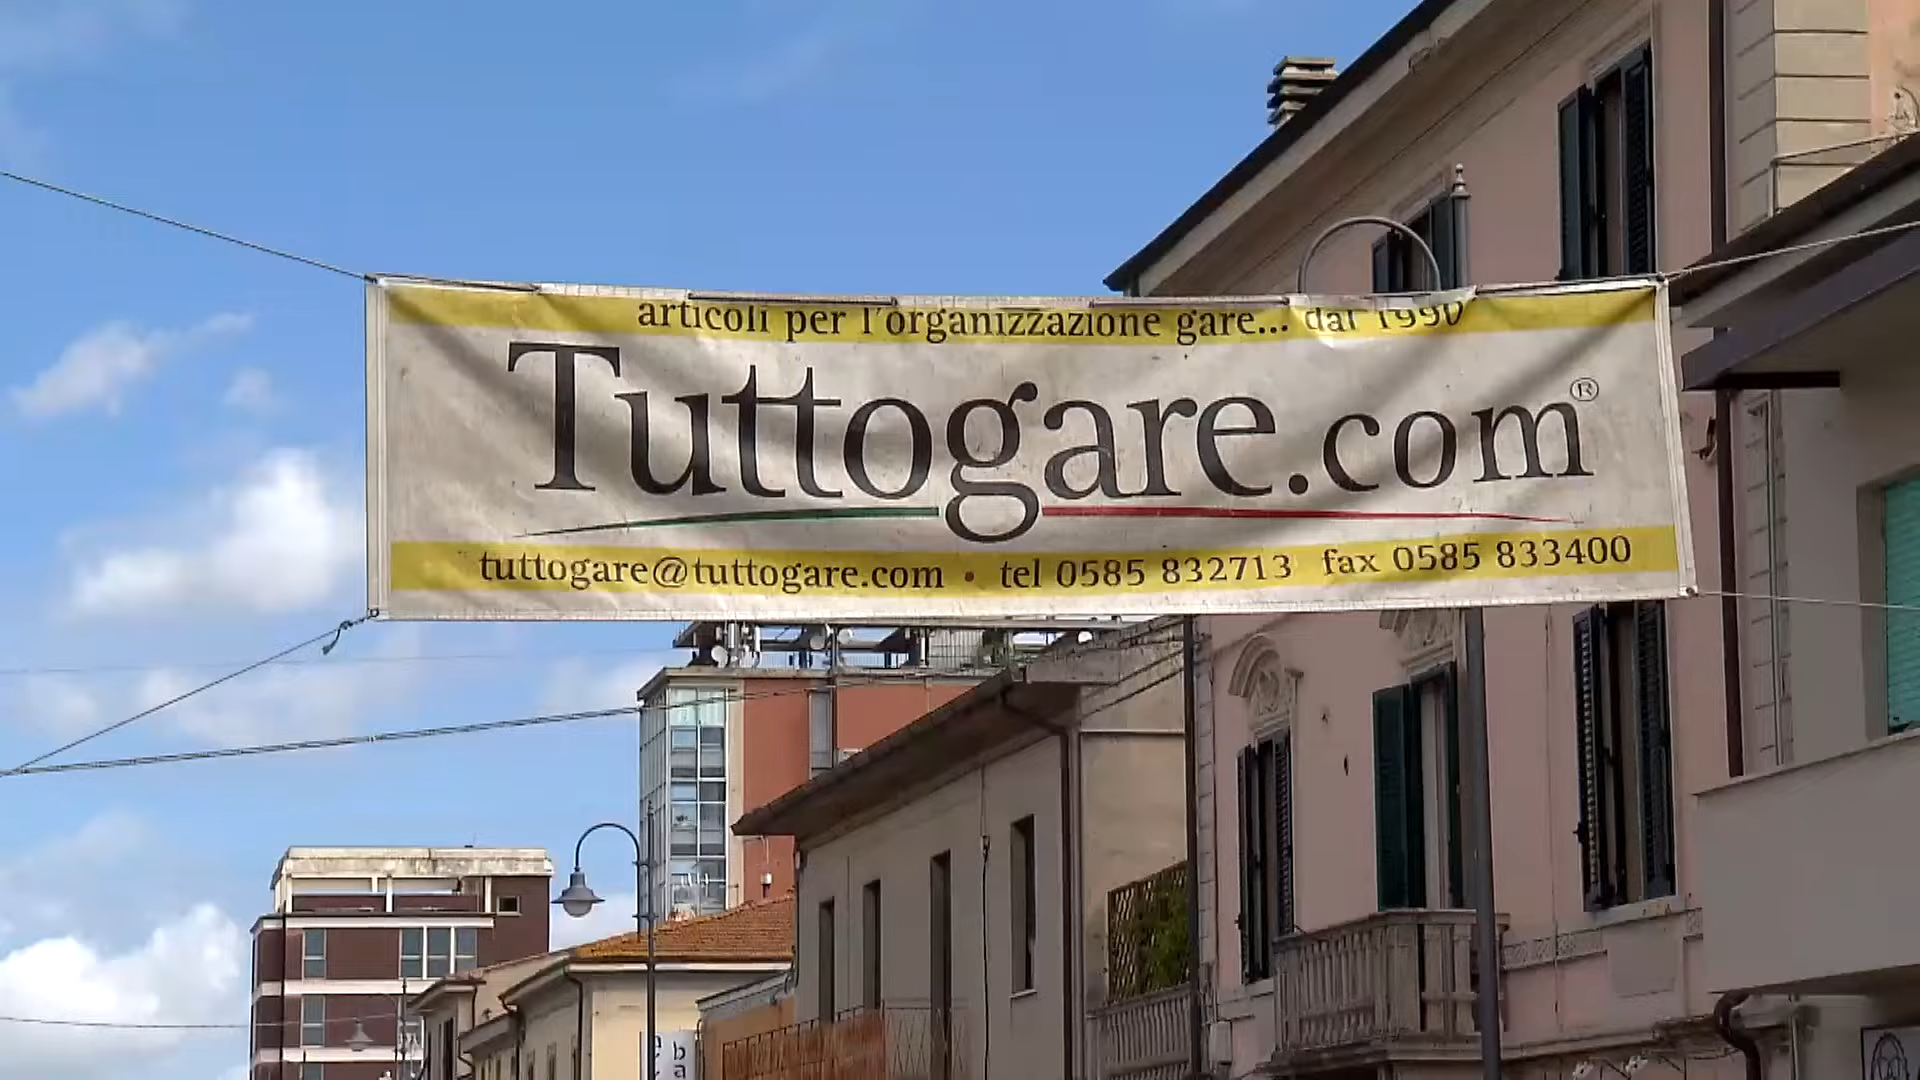 articoli per l'organizzazione gare... dal 1990
Tuttogare.com®
tuttogare@tuttogare.com • tel 0585 832713 fax 0585 833400